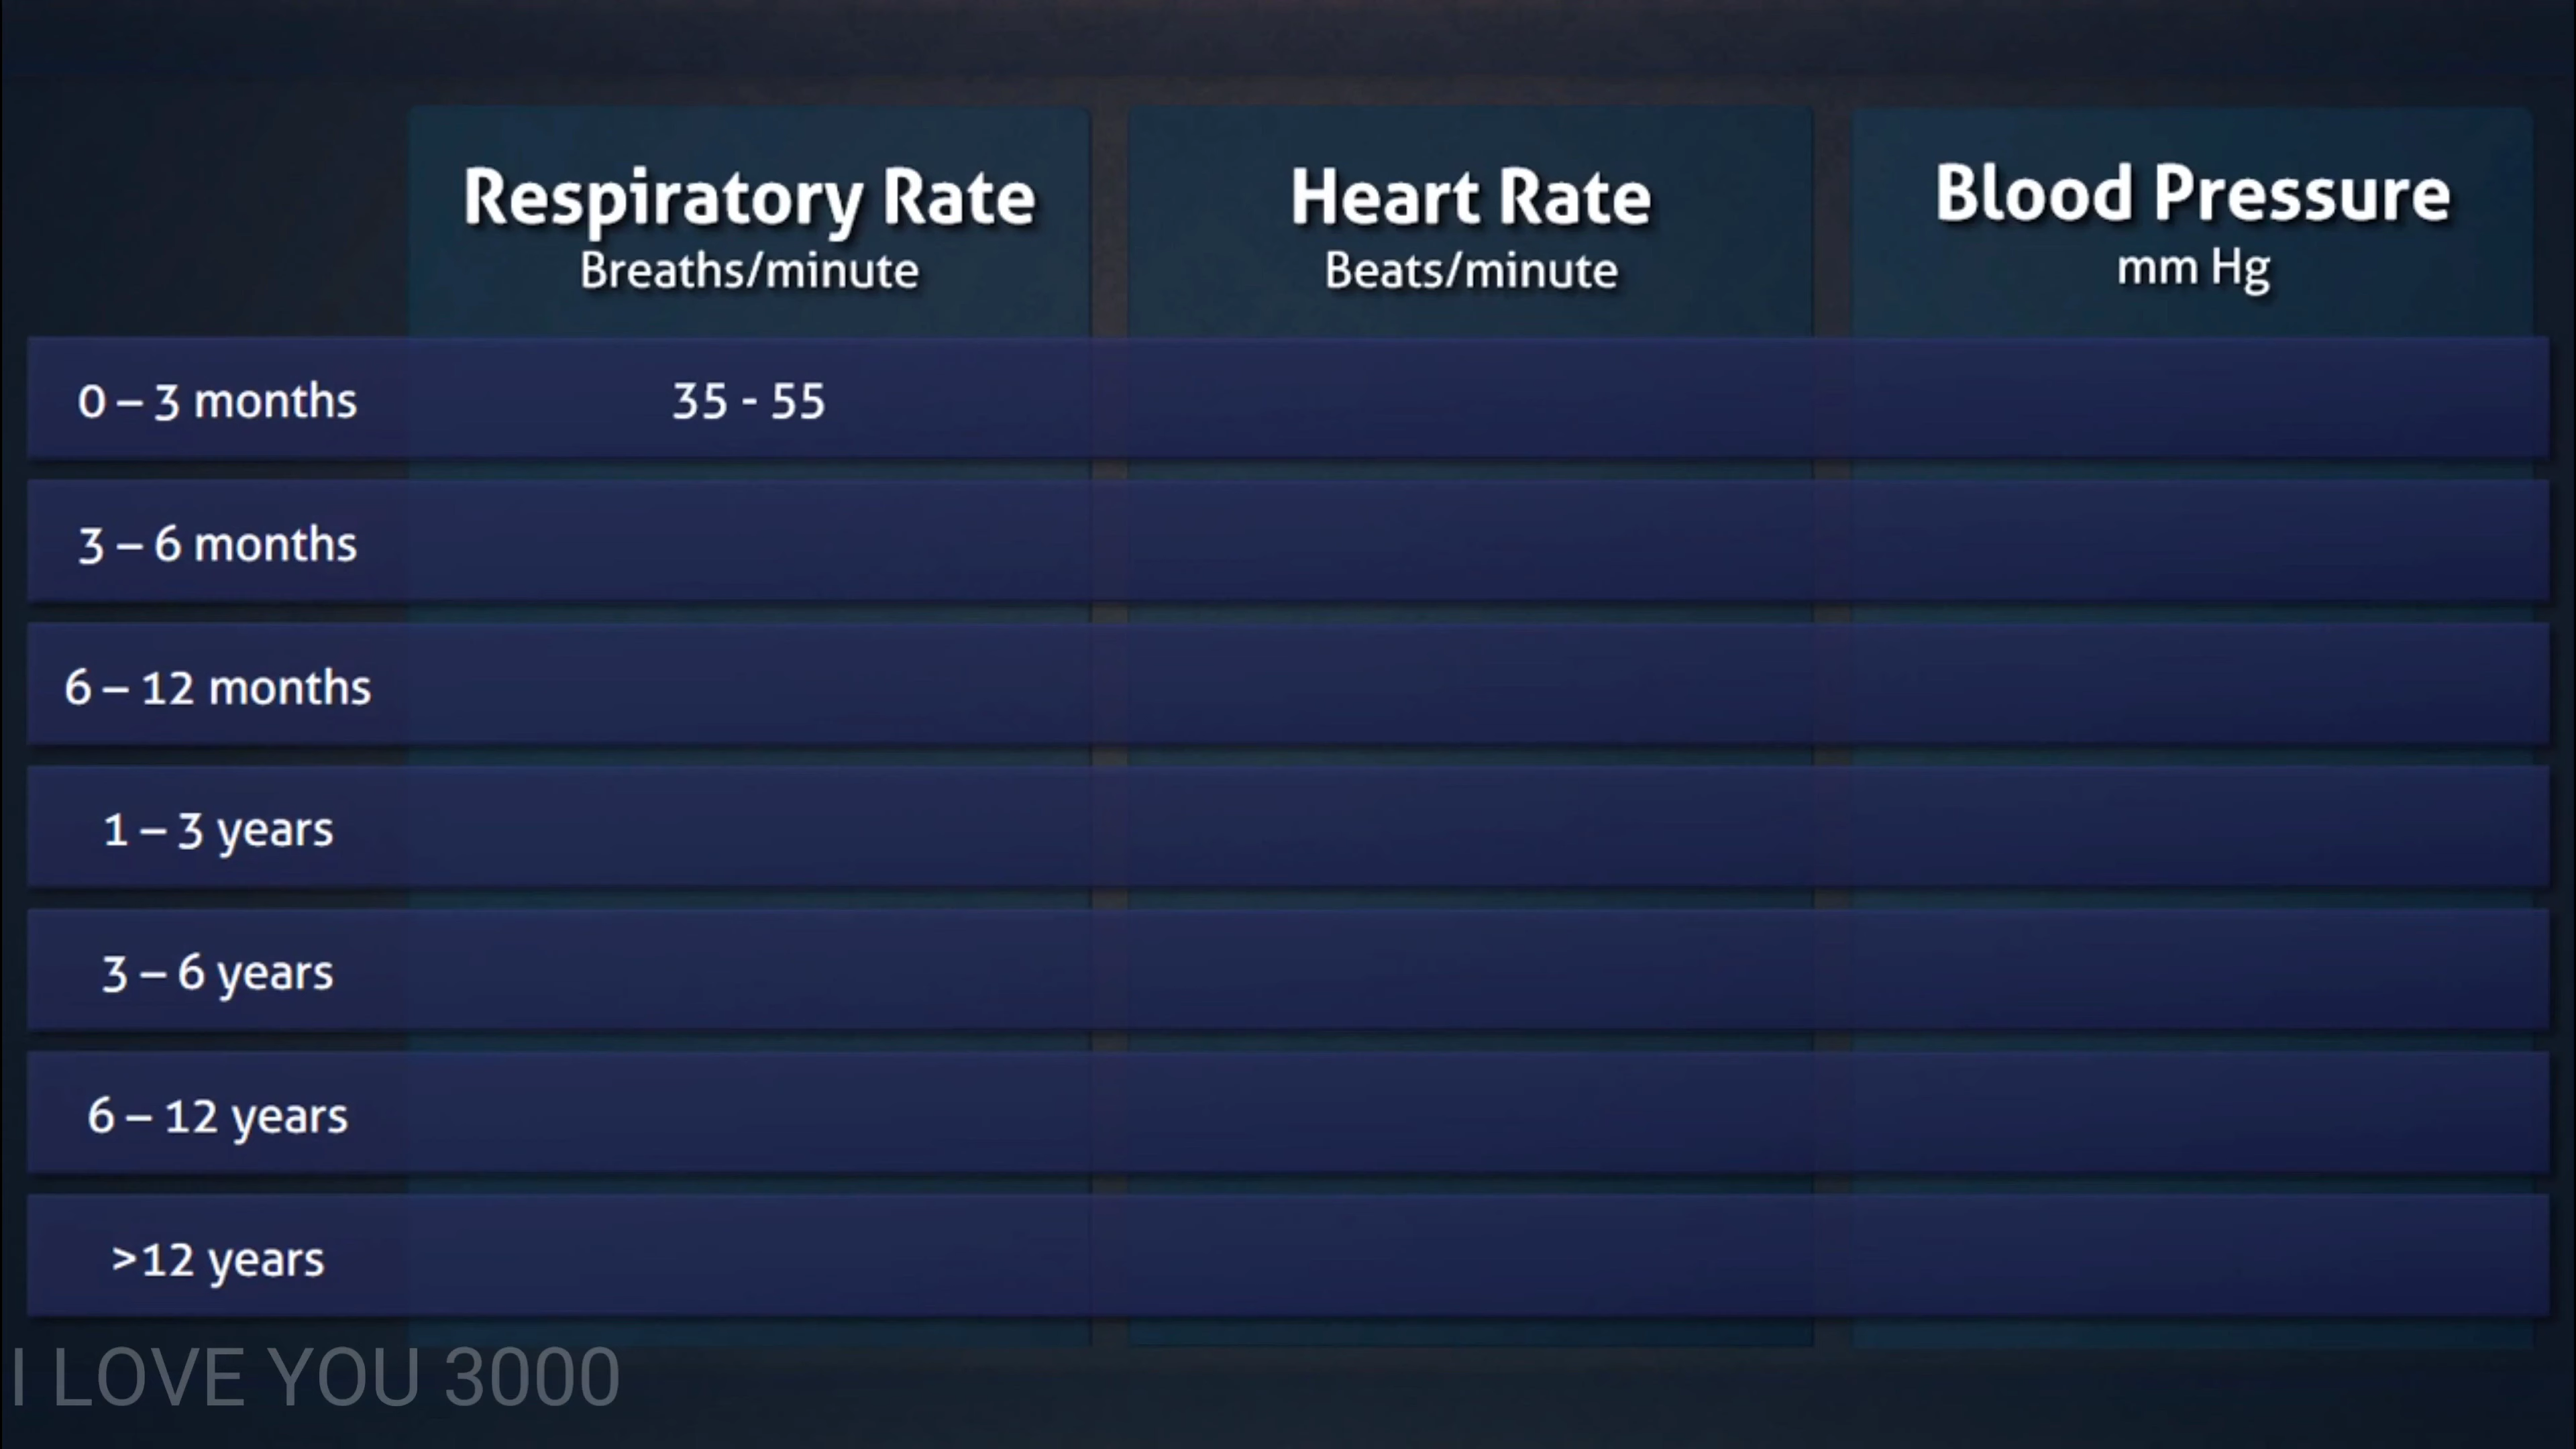 Respiratory Rate
Breaths/minute
Heart Rate
Beats/minute
Blood Pressure
mm Hg
0 – 3 months 35 - 55
3 – 6 months
6 – 12 months
1 – 3 years
3 – 6 years
6 – 12 years
>12 years
I LOVE YOU 3000